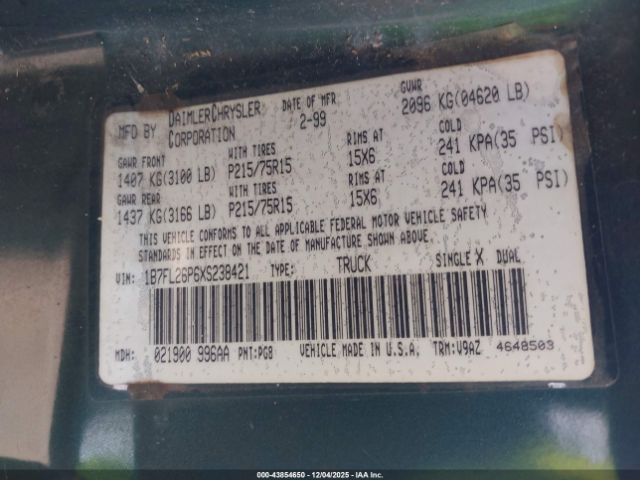 MFD BY DAIMLERCHRYSLER CORPORATION DATE OF MFR 2-99 GVWR 2096 KG(04620 LB)
GAWR FRONT WITH TIRES RIMS AT COLD
1407 KG(3100 LB) P215/75R15 15X6 241 KPA(35 PSI)
GAWR REAR WITH TIRES RIMS AT COLD
1437 KG(3166 LB) P215/75R15 15X6 241 KPA(35 PSI)
THIS VEHICLE CONFORMS TO ALL APPLICABLE FEDERAL MOTOR VEHICLE SAFETY
STANDARDS IN EFFECT ON THE DATE OF MANUFACTURE SHOWN ABOVE.
VIN: 1B7FL26P6XS238421 TYPE: TRUCK SINGLE X DUAL
MDH: 021900 996AA PNT:PG8 VEHICLE MADE IN U.S.A. TRM:V9AZ 4648503
000-43854650 - 12/04/2025 - IAA Inc.